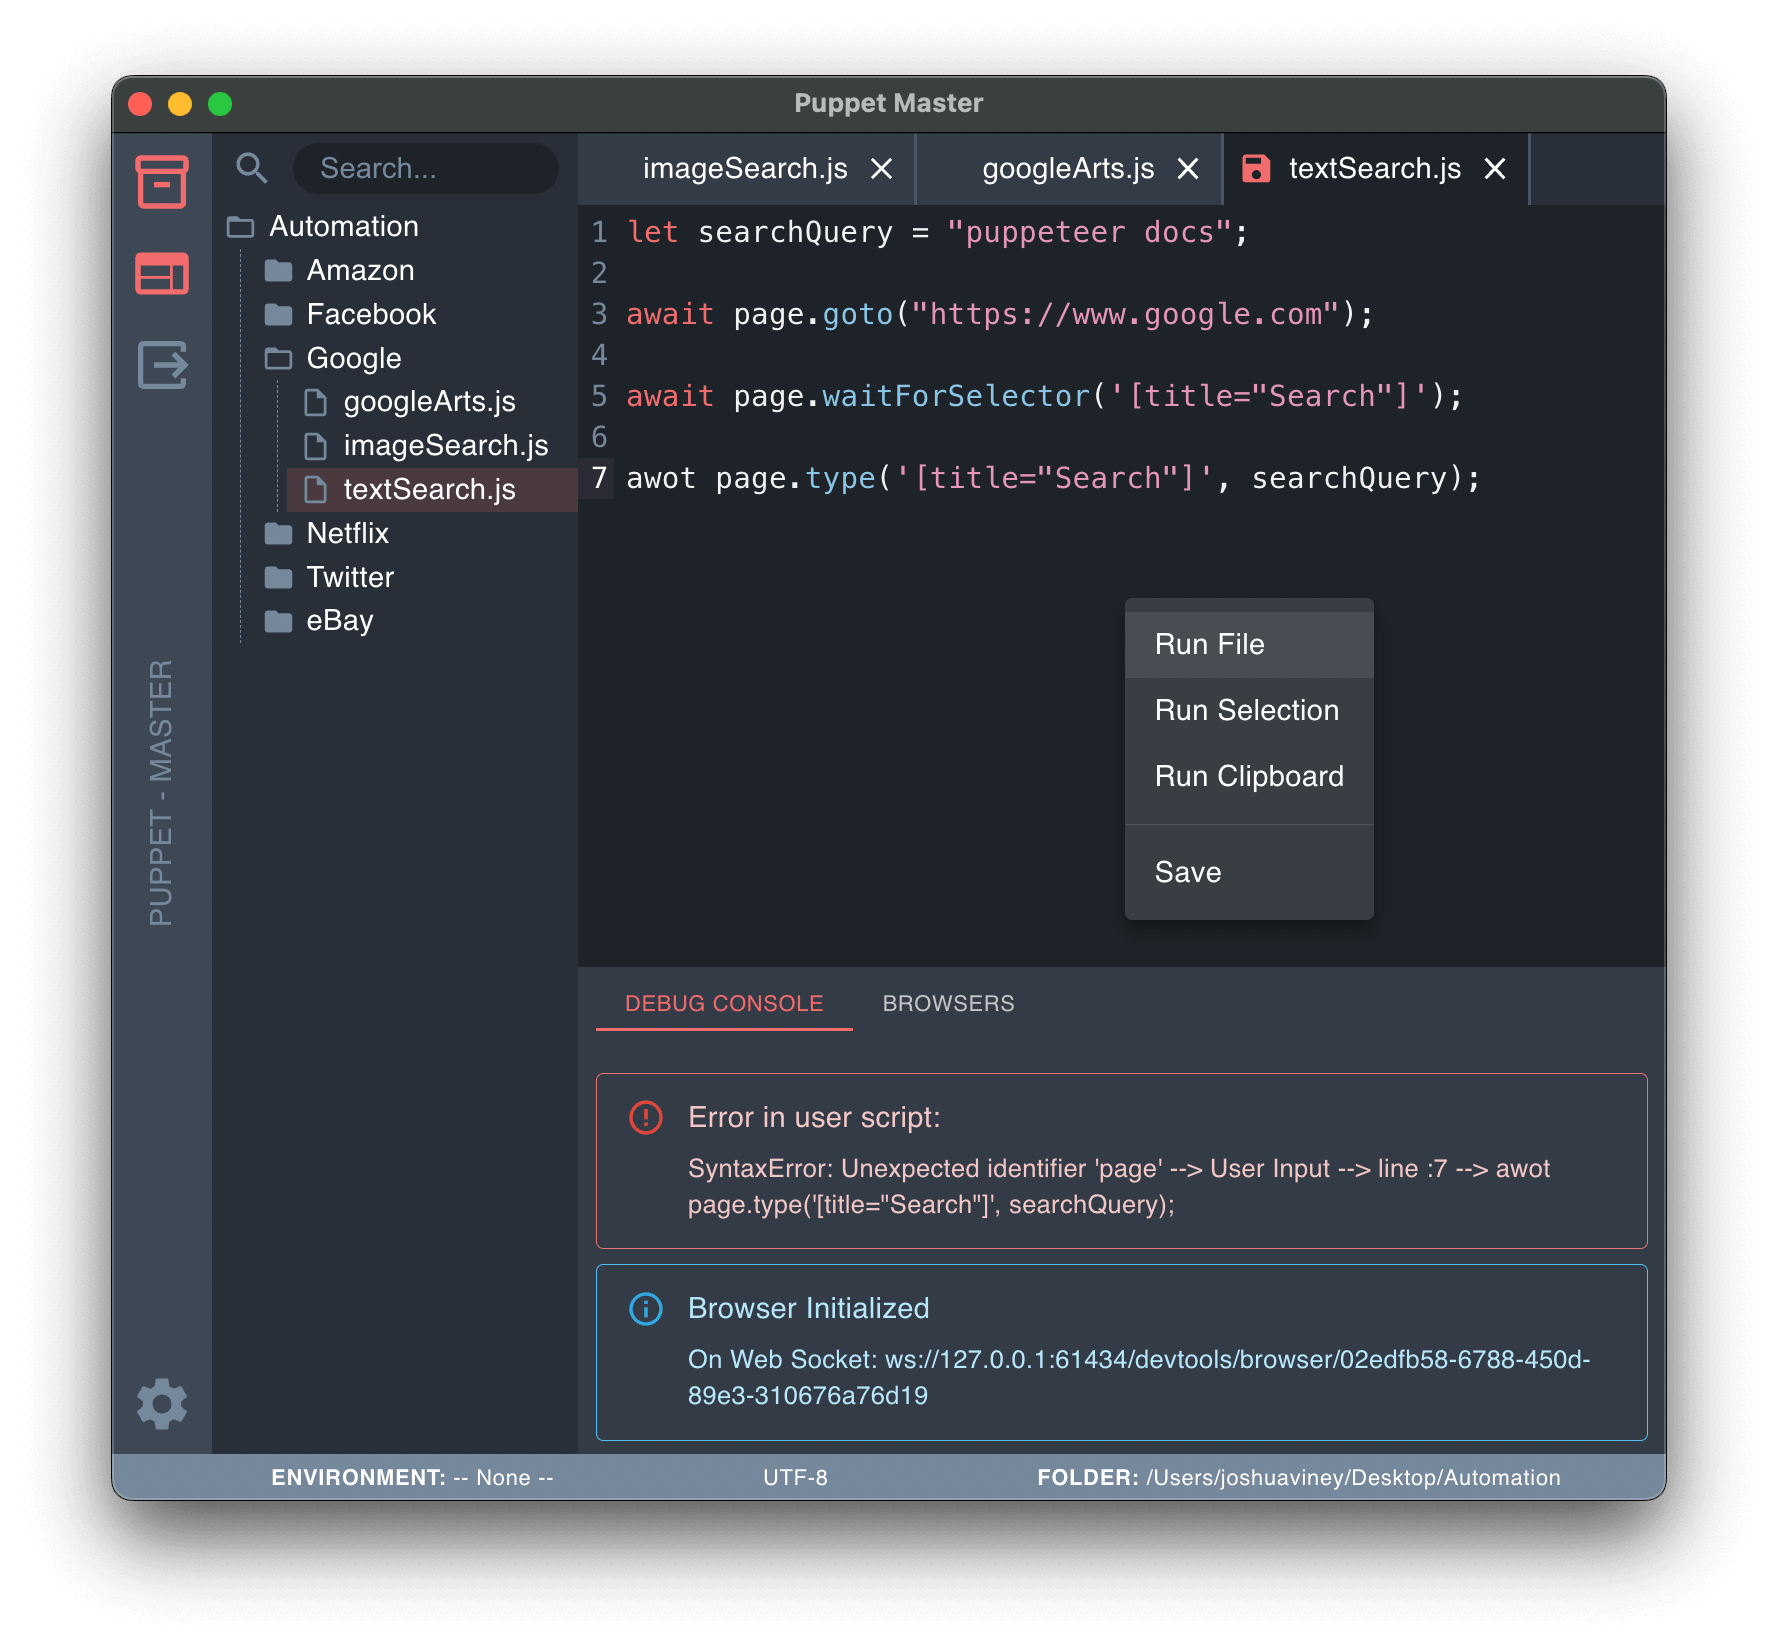 Puppet Master
PUPPET - MASTER
Search...
Automation
Amazon
Facebook
Google
googleArts.js
imageSearch.js
textSearch.js
Netflix
Twitter
eBay
imageSearch.js
googleArts.js
textSearch.js
1 let searchQuery = "puppeteer docs";
2
3 await page.goto("https://www.google.com");
4
5 await page.waitForSelector('[title="Search"]');
6
7 awot page.type('[title="Search"]', searchQuery);
Run File
Run Selection
Run Clipboard
Save
DEBUG CONSOLE BROWSERS
Error in user script:
SyntaxError: Unexpected identifier 'page' --> User Input --> line :7 --> awot
page.type('[title="Search"]', searchQuery);
Browser Initialized
On Web Socket: ws://127.0.0.1:61434/devtools/browser/02edfb58-6788-450d-
89e3-310676a76d19
ENVIRONMENT: -- None -- UTF-8 FOLDER: /Users/joshuaviney/Desktop/Automation